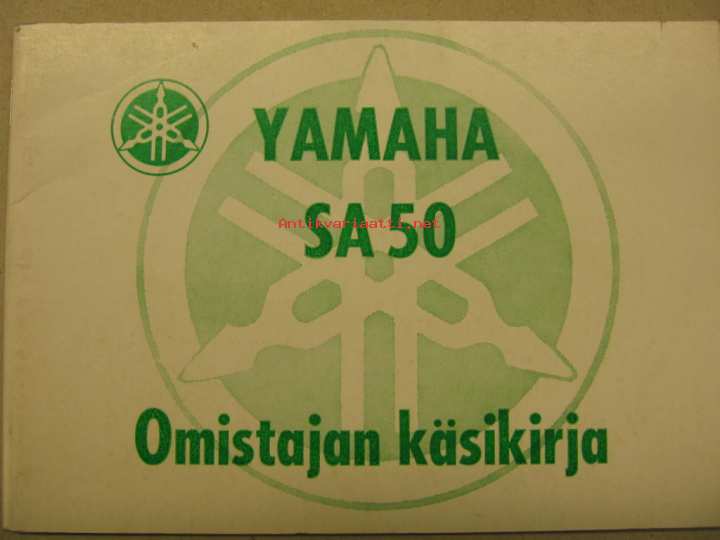 YAMAHA
SA 50
Antikvariaatti.net
Omistajan käsikirja